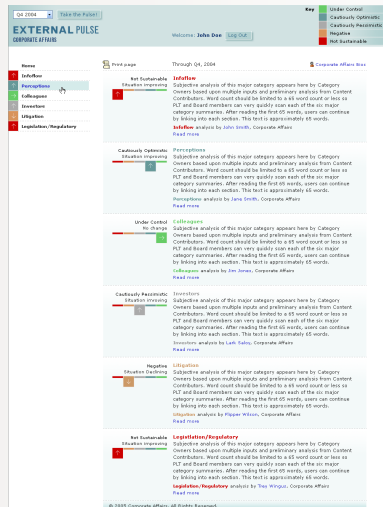 Q4 2004
Take the Pulse!
Key
Under Control
Cautiously Optimistic
Cautiously Pessimistic
Negative
Not Sustainable
EXTERNAL PULSE
CORPORATE AFFAIRS
Welcome: John Doe
Log Out
Home
Infoflow
Perceptions
Colleagues
Investors
Litigation
Legislation/Regulatory
Print page
Through Q4, 2004
Corporate Affairs Bios
Not Sustainable
Situation Improving
Infoflow
Subjective analysis of this major category appears here by Category
Owners based upon multiple inputs and preliminary analysis from Content
Contributors. Word count should be limited to a 65 word count or less so
PLT and Board members can very quickly scan each of the six major
category summaries. After reading the first 65 words, users can continue
by linking into each section. This text is approximately 65 words.
Infoflow analysis by John Smith, Corporate Affairs
Read more
Cautiously Optimistic
Situation Improving
Perceptions
Subjective analysis of this major category appears here by Category
Owners based upon multiple inputs and preliminary analysis from Content
Contributors. Word count should be limited to a 65 word count or less so
PLT and Board members can very quickly scan each of the six major
category summaries. After reading the first 65 words, users can continue
by linking into each section. This text is approximately 65 words.
Perceptions analysis by Jane Smith, Corporate Affairs
Read more
Under Control
No change
Colleagues
Subjective analysis of this major category appears here by Category
Owners based upon multiple inputs and preliminary analysis from Content
Contributors. Word count should be limited to a 65 word count or less so
PLT and Board members can very quickly scan each of the six major
category summaries. After reading the first 65 words, users can continue
by linking into each section. This text is approximately 65 words.
Colleagues analysis by Jim Jones, Corporate Affairs
Read more
Cautiously Pessimistic
Situation Improving
Investors
Subjective analysis of this major category appears here by Category
Owners based upon multiple inputs and preliminary analysis from Content
Contributors. Word count should be limited to a 65 word count or less so
PLT and Board members can very quickly scan each of the six major
category summaries. After reading the first 65 words, users can continue
by linking into each section. This text is approximately 65 words.
Investors analysis by Lark Saley, Corporate Affairs
Read more
Negative
Situation Declining
Litigation
Subjective analysis of this major category appears here by Category
Owners based upon multiple inputs and preliminary analysis from Content
Contributors. Word count should be limited to a 65 word count or less so
PLT and Board members can very quickly scan each of the six major
category summaries. After reading the first 65 words, users can continue
by linking into each section. This text is approximately 65 words.
Litigation analysis by Flipper Wilson, Corporate Affairs
Read more
Not Sustainable
Situation Improving
Legistlation/Regulatory
Subjective analysis of this major category appears here by Category
Owners based upon multiple inputs and preliminary analysis from Content
Contributors. Word count should be limited to a 65 word count or less so
PLT and Board members can very quickly scan each of the six major
category summaries. After reading the first 65 words, users can continue
by linking into each section. This text is approximately 65 words.
Legislation/Regulatory analysis by Trey Wingus, Corporate Affairs
Read more
© 2005 Corporate Affairs. All Rights Reserved.